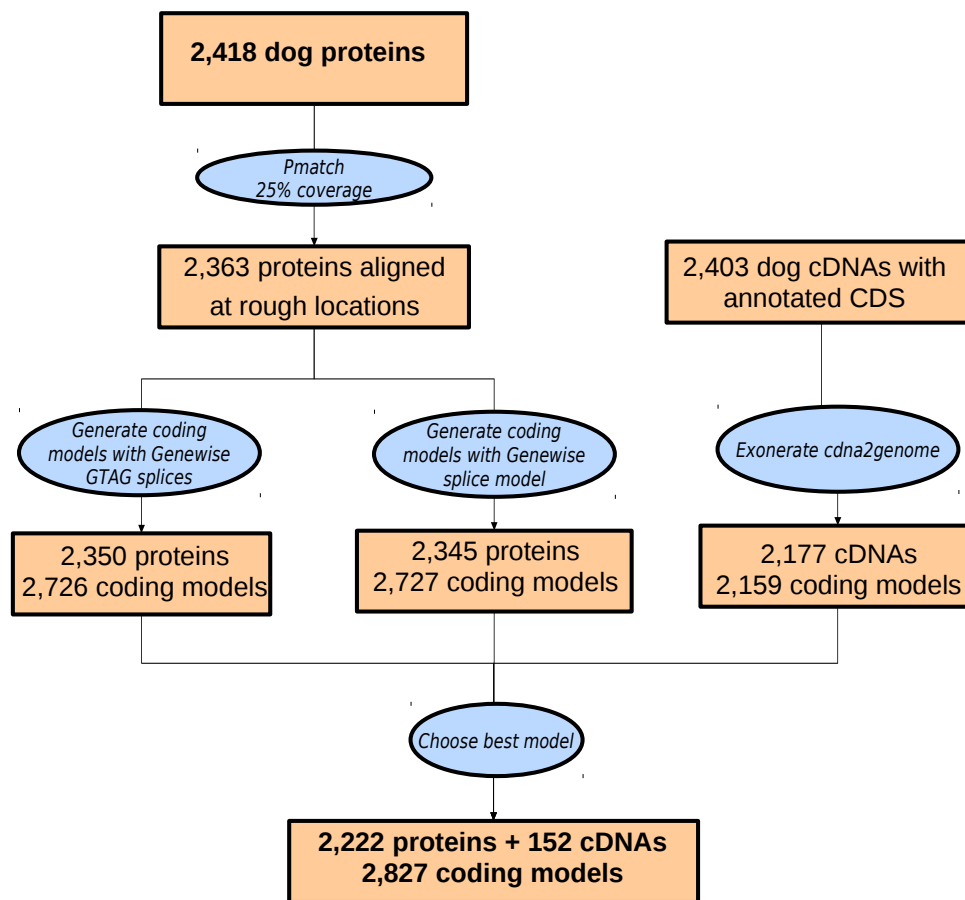 2,418 dog proteins
Pmatch
25% coverage
2,363 proteins aligned
at rough locations
2,403 dog cDNAs with
annotated CDS
Generate coding
models with Genewise
GTAG splices
Generate coding
models with Genewise
splice model
Exonerate cdna2genome
2,350 proteins
2,726 coding models
2,345 proteins
2,727 coding models
2,177 cDNAs
2,159 coding models
Choose best model
2,222 proteins + 152 cDNAs
2,827 coding models